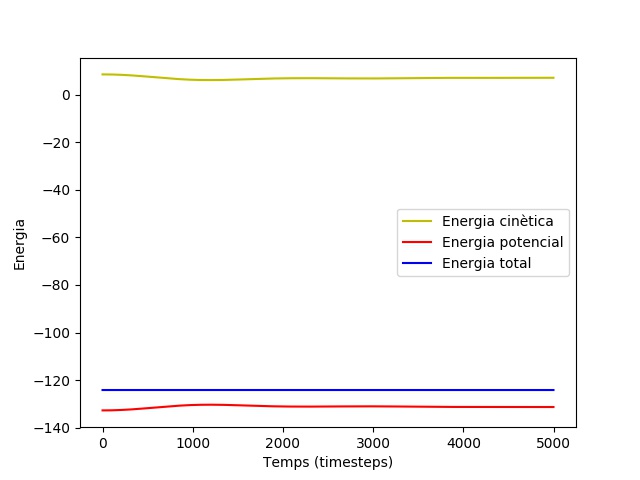 0
−20
−40
−60
−80
−100
−120
−140
Energia
Energia cinètica
Energia potencial
Energia total
0 1000 2000 3000 4000 5000
Temps (timesteps)